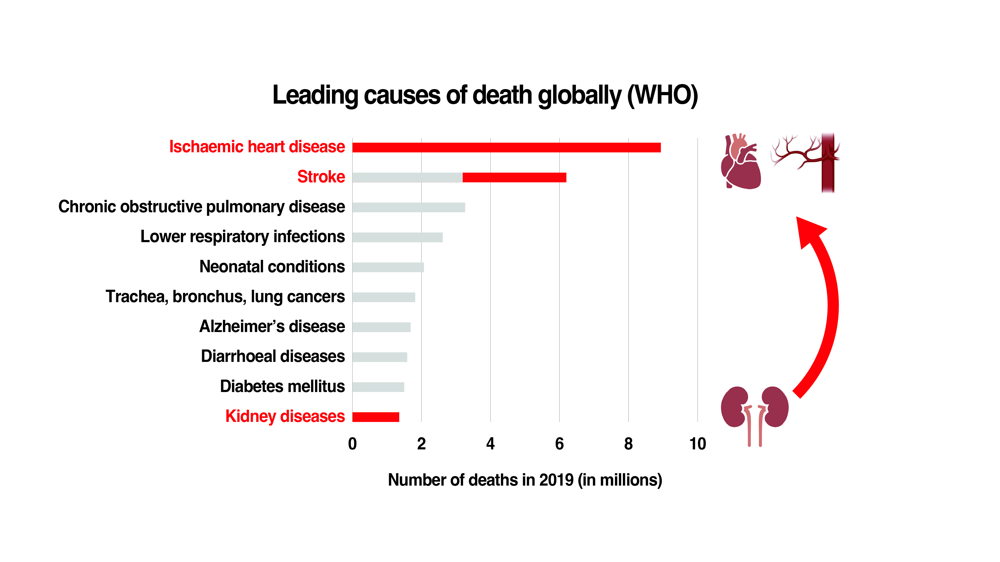 Leading causes of death globally (WHO)
Ischaemic heart disease
Stroke
Chronic obstructive pulmonary disease
Lower respiratory infections
Neonatal conditions
Trachea, bronchus, lung cancers
Alzheimer’s disease
Diarrhoeal diseases
Diabetes mellitus
Kidney diseases
0 2 4 6 8 10
Number of deaths in 2019 (in millions)